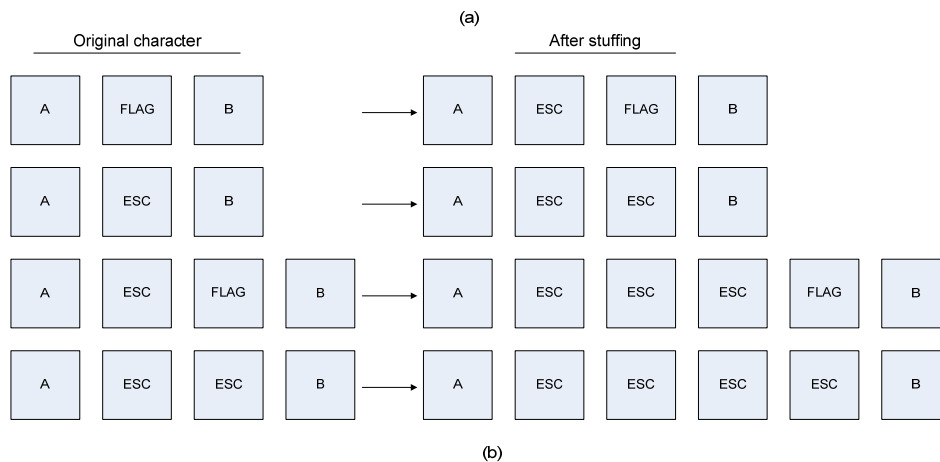 (a)
Original character After stuffing
A FLAG B A ESC FLAG B
A ESC B A ESC ESC B
A ESC FLAG B A ESC ESC ESC FLAG B
A ESC ESC B A ESC ESC ESC ESC B
(b)